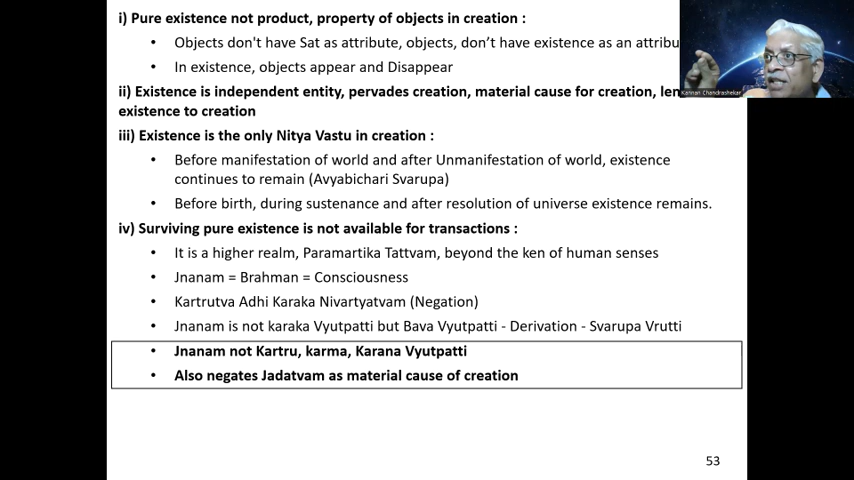 i) Pure existence not product, property of objects in creation :
• Objects don't have Sat as attribute, objects, don’t have existence as an
• In existence, objects appear and Disappear
ii) Existence is independent entity, pervades creation, material cause for creation,
existence to creation
iii) Existence is the only Nitya Vastu in creation :
• Before manifestation of world and after Unmanifestation of world, existence
continues to remain (Avyabichari Svarupa)
• Before birth, during sustenance and after resolution of universe existence remains.
iv) Surviving pure existence is not available for transactions :
• It is a higher realm, Paramartika Tattvam, beyond the ken of human senses
• Jnanam = Brahman = Consciousness
• Kartrutva Adhi Karaka Nivartyatvam (Negation)
• Jnanam is not karaka Vyutpatti but Bava Vyutpatti - Derivation - Svarupa Vrutti
• Jnanam not Kartru, karma, Karana Vyutpatti
• Also negates Jadatvam as material cause of creation
53
Kannan Chandrashekar